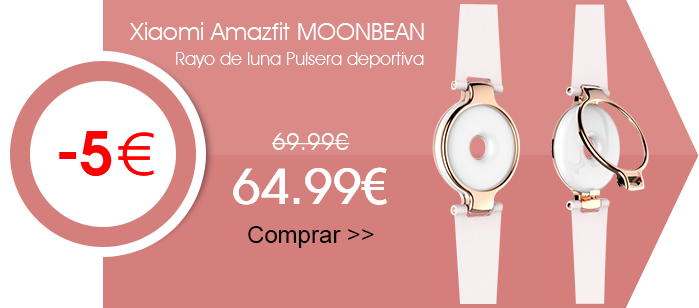 Xiaomi Amazfit MOONBEAN
Rayo de luna Pulsera deportiva
-5€
69.99€
64.99€
Comprar >>